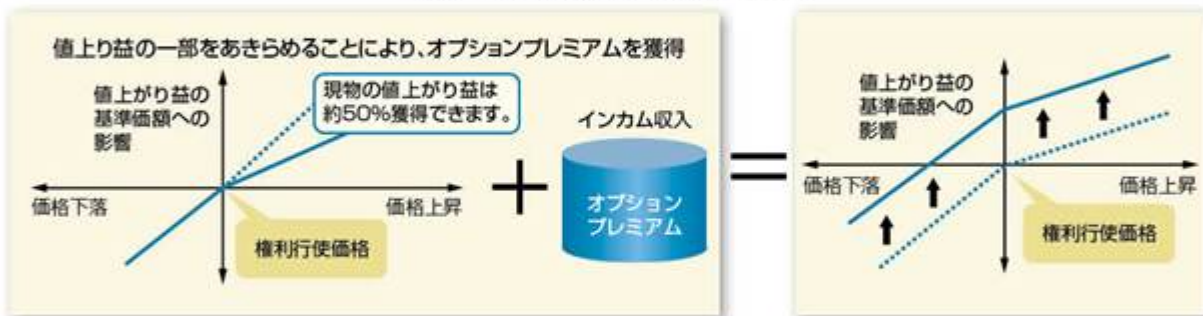 値上り益の一部をあきらめることにより、オプションプレミアムを獲得
値上がり益の
基準価額への
影響
現物の値上がり益は
約50%獲得できます。
価格下落
価格上昇
権利行使価格
＋
インカム収入
オプション
プレミアム
＝
値上がり益の
基準価額への
影響
価格下落
価格上昇
権利行使価格